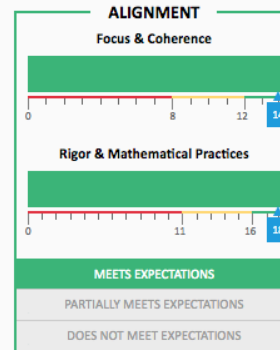 ALIGNMENT
Focus & Coherence
0 8 12
Rigor & Mathematical Practices
0 11 16
MEETS EXPECTATIONS
PARTIALLY MEETS EXPECTATIONS
DOES NOT MEET EXPECTATIONS